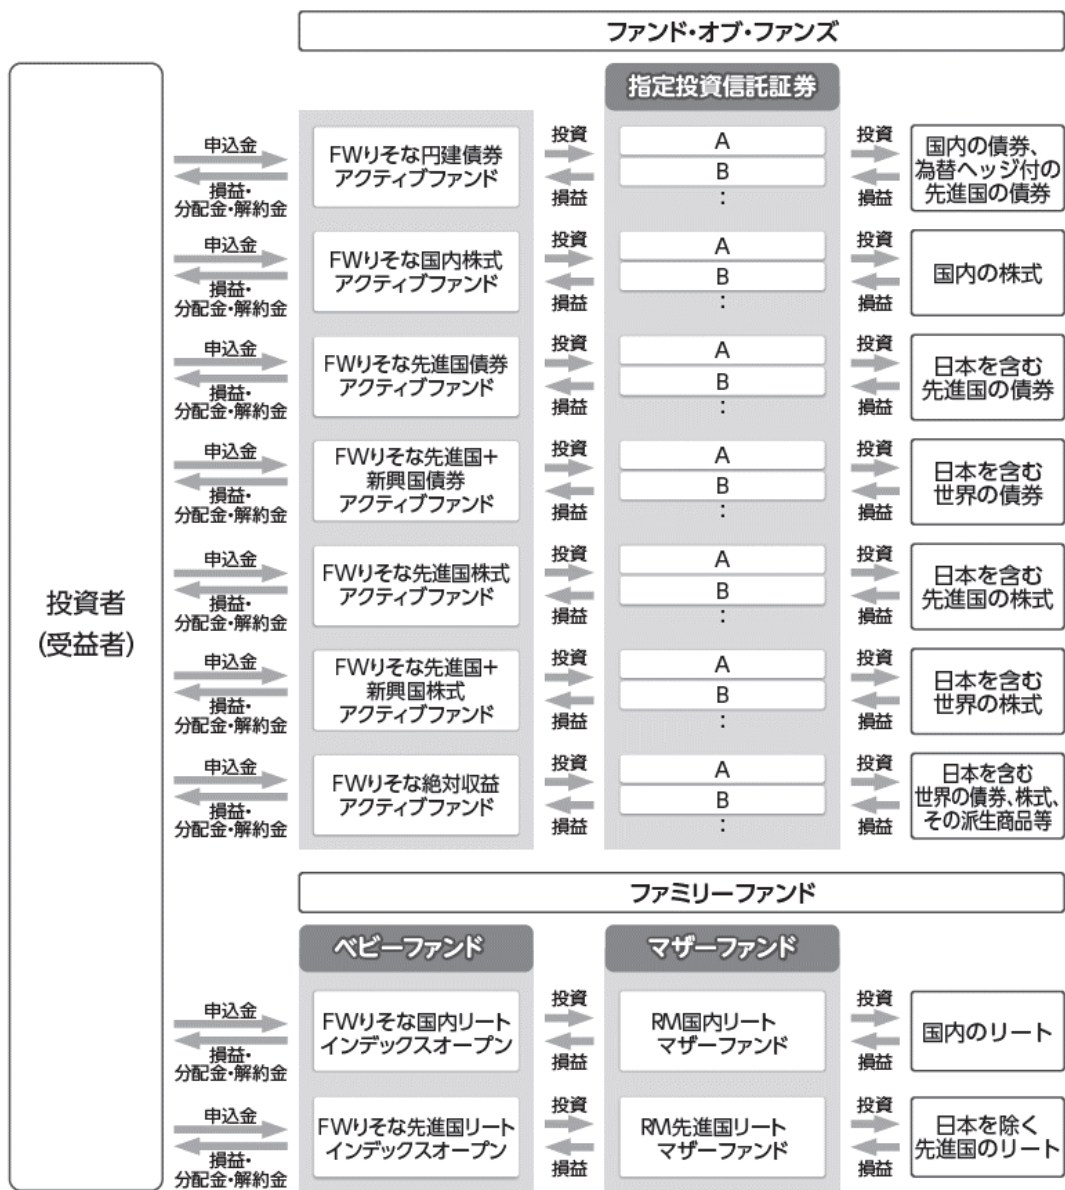 ファンド・オブ・ファンズ
指定投資信託証券
投資者
(受益者)
申込金
損益・
分配金・解約金
FWりそな円建債券
アクティブファンド
投資
損益
A
B
：
投資
損益
国内の債券、
為替ヘッジ付の
先進国の債券
申込金
損益・
分配金・解約金
FWりそな国内株式
アクティブファンド
投資
損益
A
B
：
投資
損益
国内の株式
申込金
損益・
分配金・解約金
FWりそな先進国債券
アクティブファンド
投資
損益
A
B
：
投資
損益
日本を含む
先進国の債券
申込金
損益・
分配金・解約金
FWりそな先進国＋
新興国債券
アクティブファンド
投資
損益
A
B
：
投資
損益
日本を含む
世界の債券
申込金
損益・
分配金・解約金
FWりそな先進国株式
アクティブファンド
投資
損益
A
B
：
投資
損益
日本を含む
先進国の株式
申込金
損益・
分配金・解約金
FWりそな先進国＋
新興国株式
アクティブファンド
投資
損益
A
B
：
投資
損益
日本を含む
世界の株式
申込金
損益・
分配金・解約金
FWりそな絶対収益
アクティブファンド
投資
損益
A
B
：
投資
損益
日本を含む
世界の債券、株式、
その派生商品等
ファミリーファンド
ベビーファンド
マザーファンド
申込金
損益・
分配金・解約金
FWりそな国内リート
インデックスオープン
投資
損益
RM国内リート
マザーファンド
投資
損益
国内のリート
申込金
損益・
分配金・解約金
FWりそな先進国リート
インデックスオープン
投資
損益
RM先進国リート
マザーファンド
投資
損益
日本を除く
先進国のリート